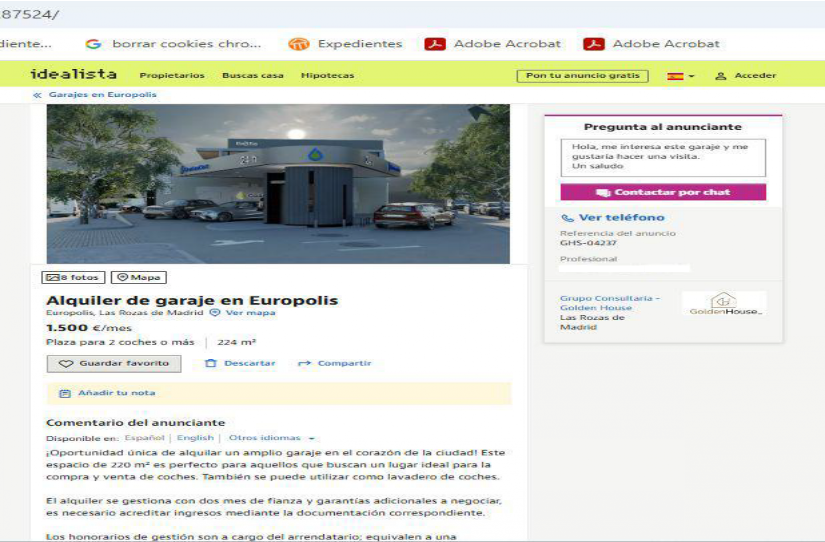 87524/
diente... borrar cookies chro... Expedientes Adobe Acrobat Adobe Acrobat
idealista Propietarios Buscas casa Hipotecas Pon tu anuncio gratis Acceder
« Garajes en Europolis
24h
8 fotos Mapa
Alquiler de garaje en Europolis
Europolis, Las Rozas de Madrid Ver mapa
1.500 €/mes
Plaza para 2 coches o más | 224 m²
Guardar favorito Descartar Compartir
Añadir tu nota
Comentario del anunciante
Disponible en: Español | English | Otros idiomas
¡Oportunidad única de alquilar un amplio garaje en el corazón de la ciudad! Este
espacio de 220 m² es perfecto para aquellos que buscan un lugar ideal para la
compra y venta de coches. También se puede utilizar como lavadero de coches.
El alquiler se gestiona con dos mes de fianza y garantías adicionales a negociar,
es necesario acreditar ingresos mediante la documentación correspondiente.
Los honorarios de gestión son a cargo del arrendatario; equivalen a una
Pregunta al anunciante
Hola, me interesa este garaje y me
gustaría hacer una visita.
Un saludo
Contactar por chat
Ver teléfono
Referencia del anuncio
GHS-04237
Profesional
Grupo Consultaría -
Golden House
Las Rozas de
Madrid
GoldenHouse